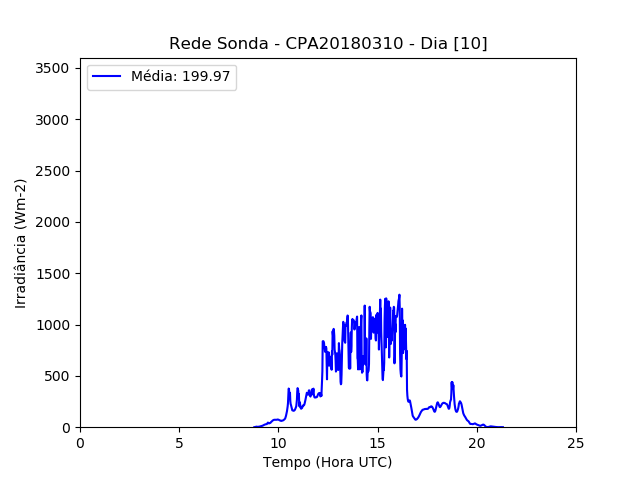 Rede Sonda - CPA20180310 - Dia [10]
Média: 199.97
Irradiância (Wm-2)
3500
3000
2500
2000
1500
1000
500
0
0 5 10 15 20 25
Tempo (Hora UTC)